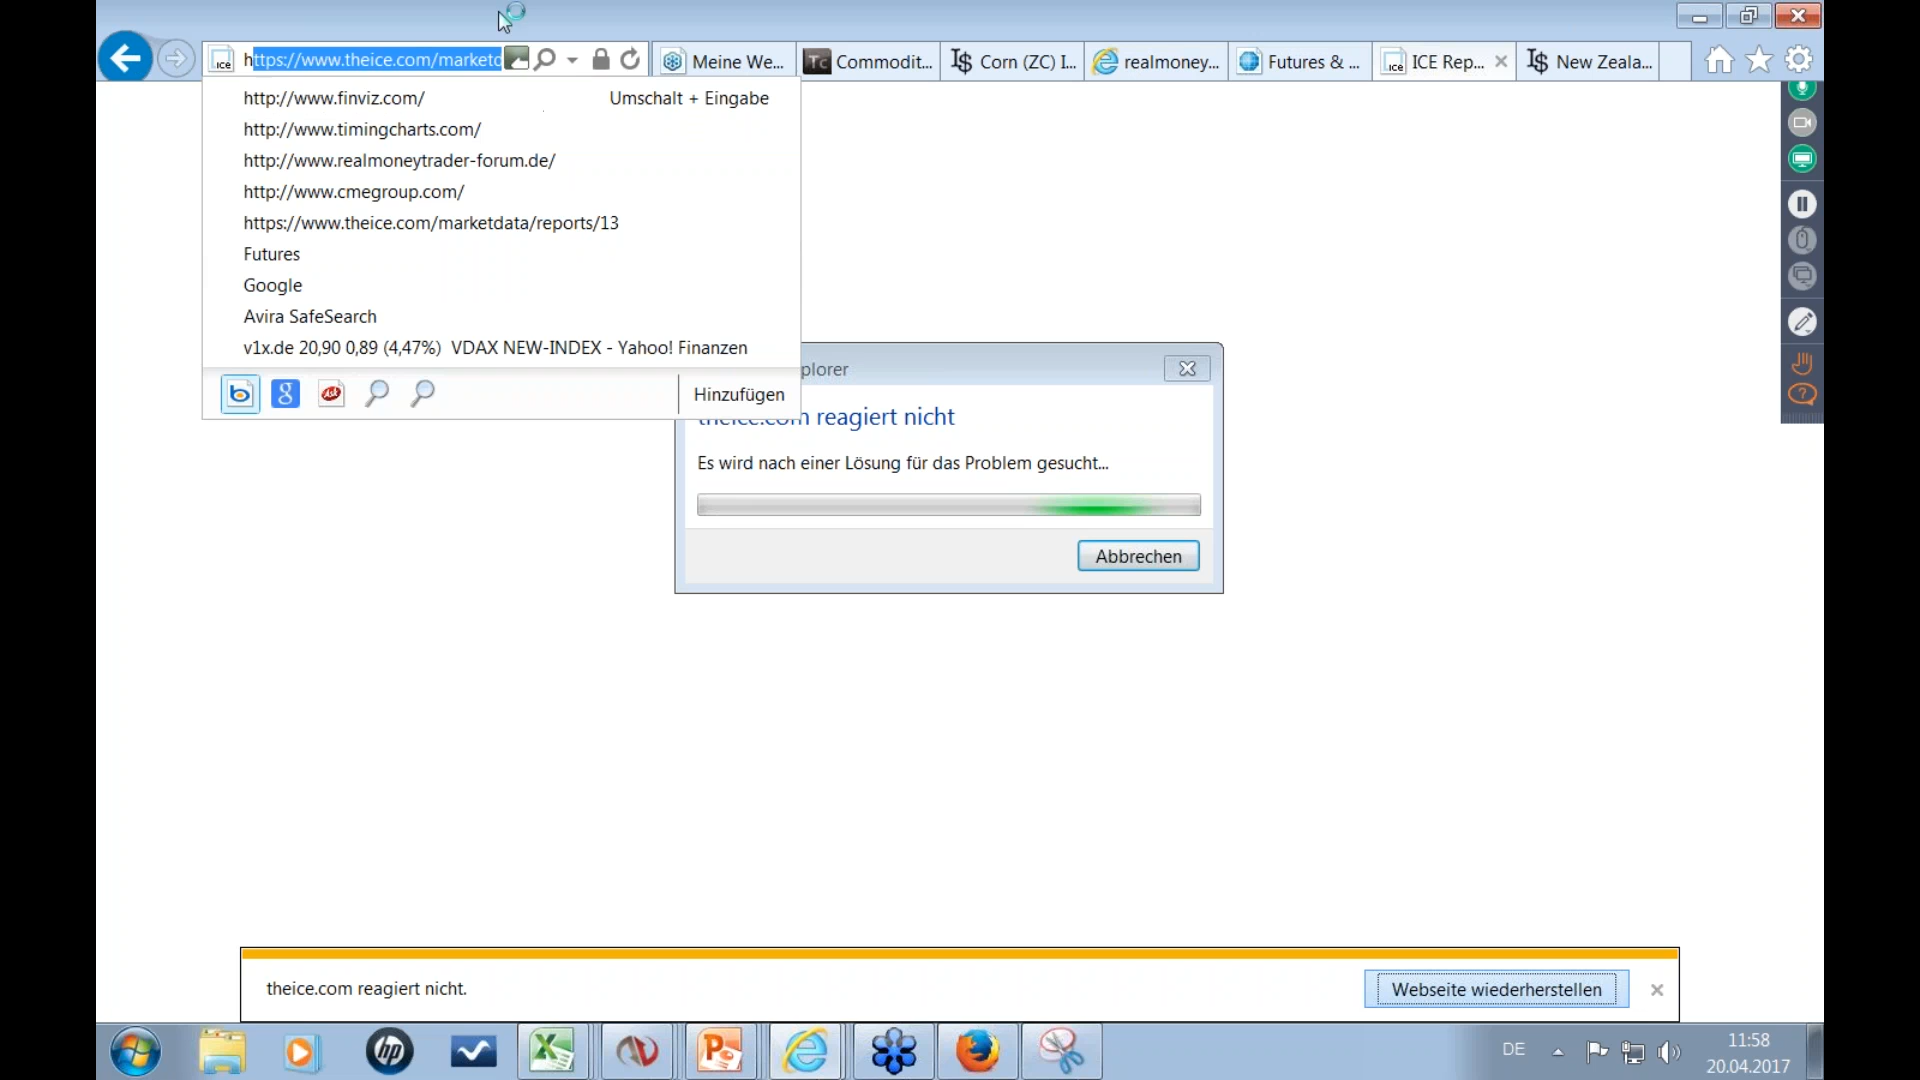 https://www.theice.com/marketd
Meine We...
Commodit...
Corn (ZC) I...
realmoney...
Futures & ...
ICE Rep...
New Zeala...
http://www.finviz.com/ Umschalt + Eingabe
http://www.timingcharts.com/
http://www.realmoneytrader-forum.de/
http://www.cmegroup.com/
https://www.theice.com/marketdata/reports/13
Futures
Google
Avira SafeSearch
v1x.de 20,90 0,89 (4,47%) VDAX NEW-INDEX - Yahoo! Finanzen
Hinzufügen
plorer
theice.com reagiert nicht
Es wird nach einer Lösung für das Problem gesucht...
Abbrechen
theice.com reagiert nicht.
Webseite wiederherstellen
DE
11:58
20.04.2017